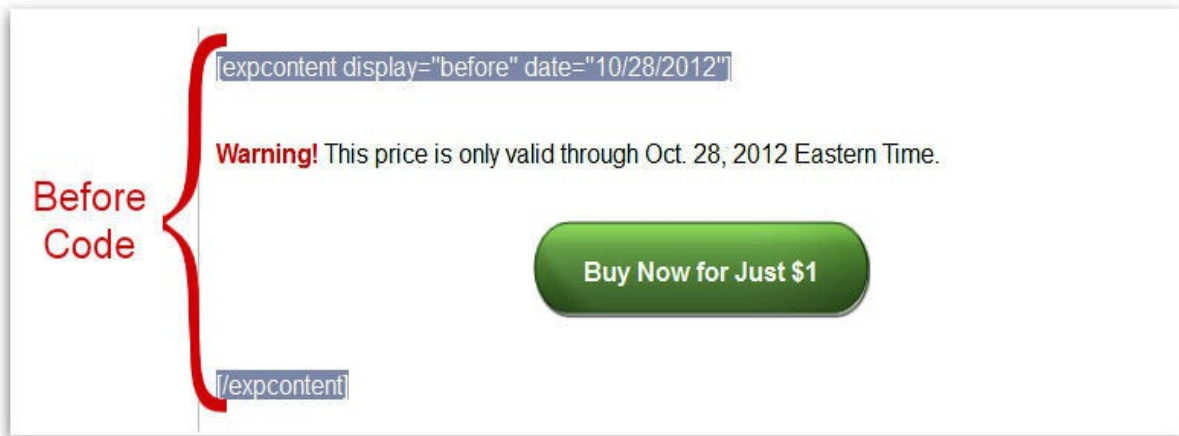 [expcontent display="before" date="10/28/2012"]
Warning! This price is only valid through Oct. 28, 2012 Eastern Time.
Before
Code
Buy Now for Just $1
[/expcontent]